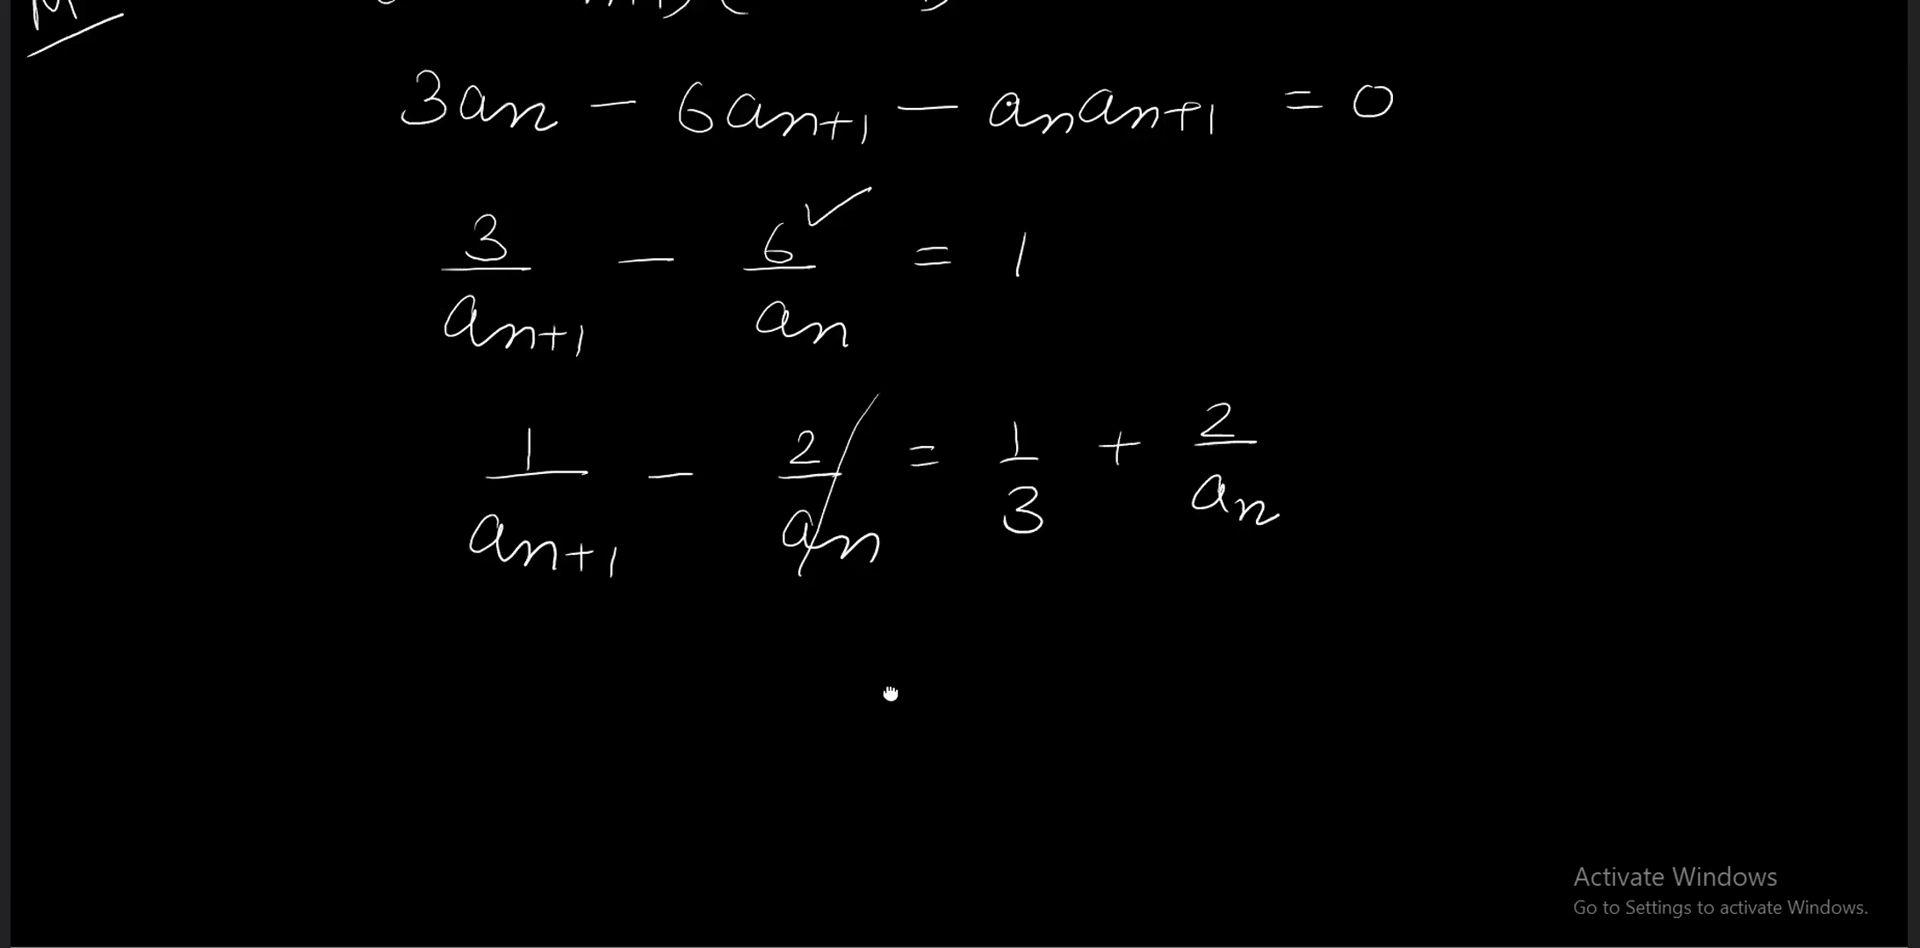 3an - 6an+1 - anan+1 = 0
3/an+1 - 6/an = 1
1/an+1 - 2/an = 1/3 + 2/an
Activate Windows
Go to Settings to activate Windows.